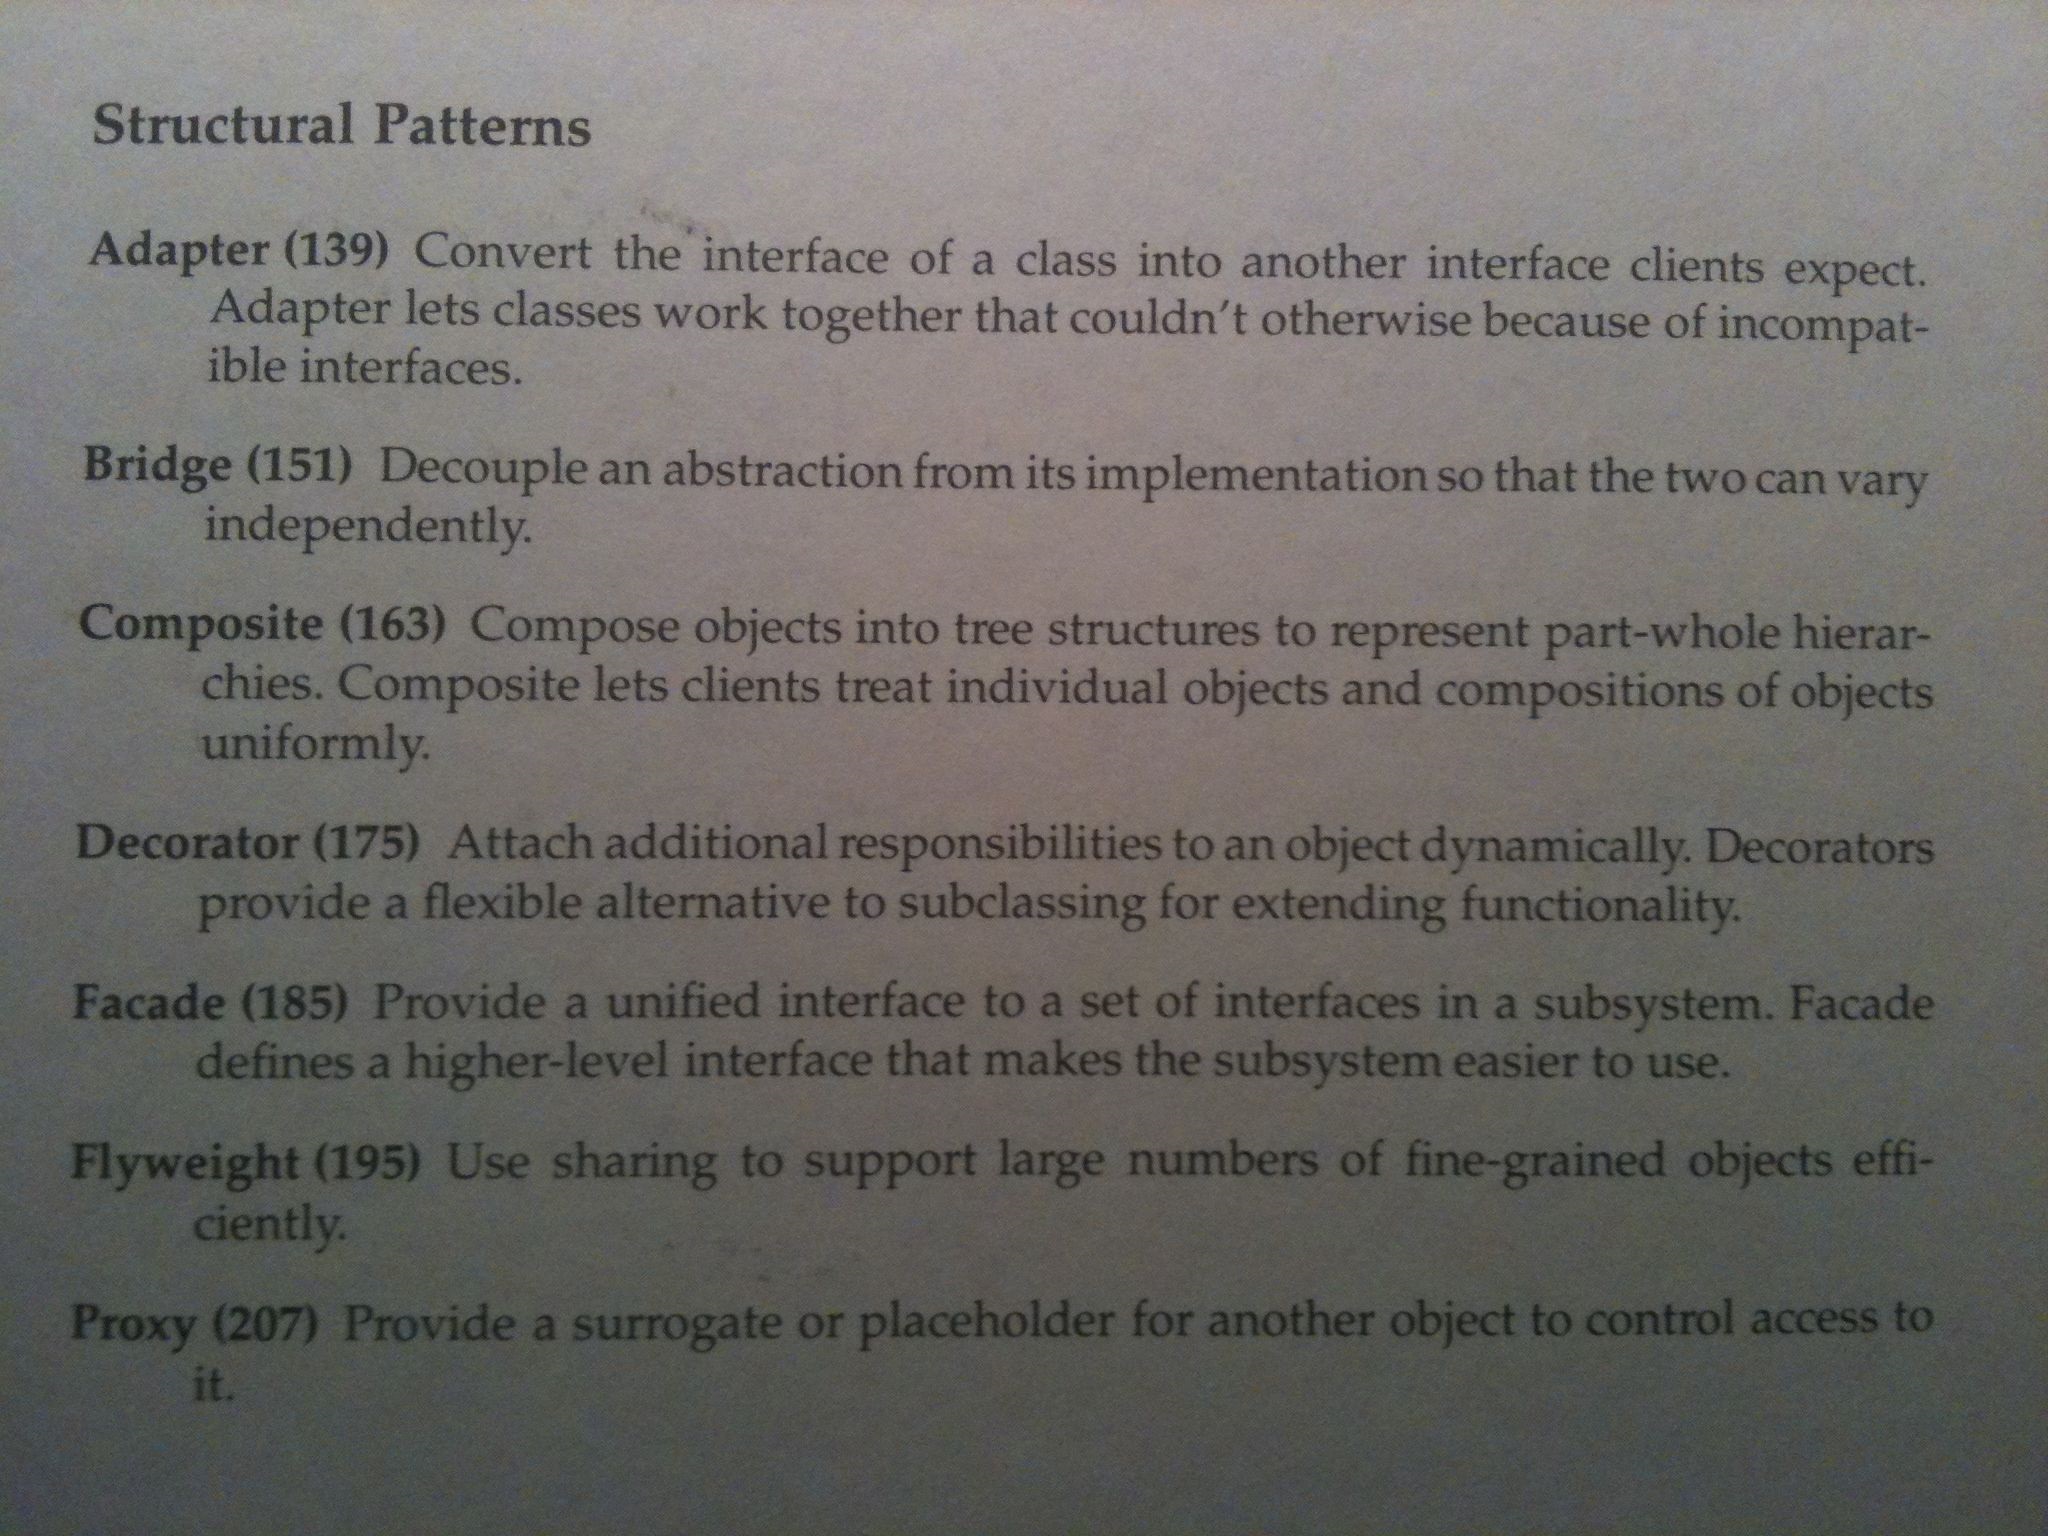 Structural Patterns
Adapter (139) Convert the interface of a class into another interface clients expect.
Adapter lets classes work together that couldn't otherwise because of incompat-
ible interfaces.
Bridge (151) Decouple an abstraction from its implementation so that the two can vary
independently.
Composite (163) Compose objects into tree structures to represent part-whole hierar-
chies. Composite lets clients treat individual objects and compositions of objects
uniformly.
Decorator (175) Attach additional responsibilities to an object dynamically. Decorators
provide a flexible alternative to subclassing for extending functionality.
Facade (185) Provide a unified interface to a set of interfaces in a subsystem. Facade
defines a higher-level interface that makes the subsystem easier to use.
Flyweight (195) Use sharing to support large numbers of fine-grained objects effi-
ciently.
Proxy (207) Provide a surrogate or placeholder for another object to control access to
it.